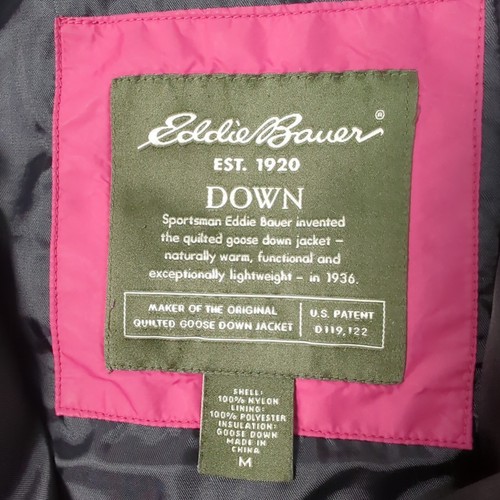 Eddie Bauer®
EST. 1920
DOWN
Sportsman Eddie Bauer invented
the quilted goose down jacket –
naturally warm, functional and
exceptionally lightweight – in 1936.
MAKER OF THE ORIGINAL
QUILTED GOOSE DOWN JACKET
U.S. PATENT
D119,122
SHELL:
100% NYLON
LINING:
100% POLYESTER
INSULATION:
GOOSE DOWN
MADE IN
CHINA
M